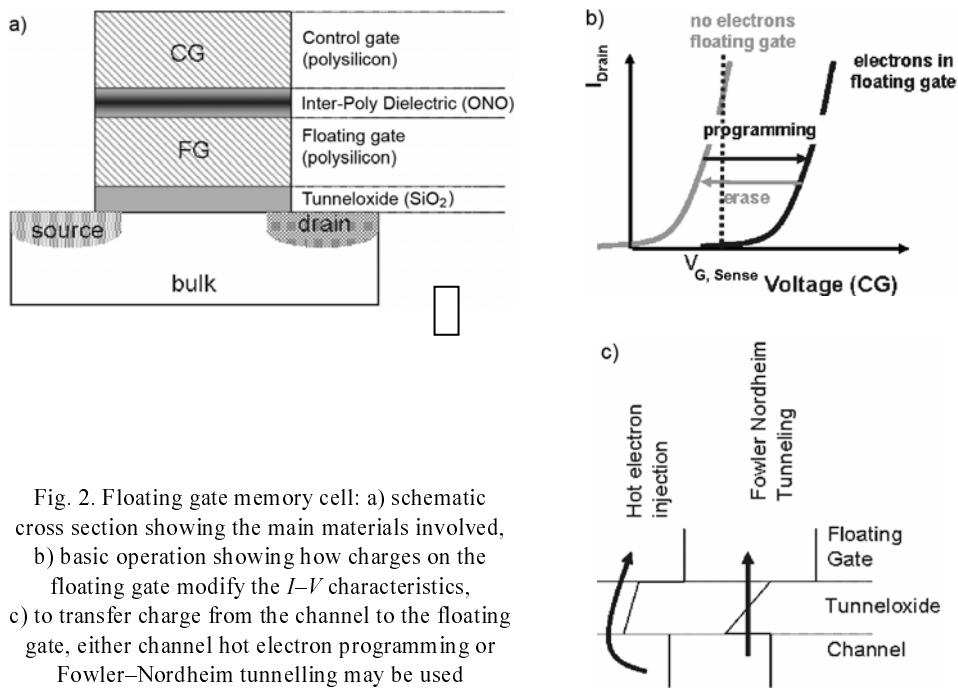 a)
CG
Control gate
(polysilicon)
Inter-Poly Dielectric (ONO)
FG
Floating gate
(polysilicon)
Tunneloxide (SiO₂)
source
drain
bulk
b)
no electrons
floating gate
electrons in
floating gate
I_Drain
programming
erase
V_G, Sense
Voltage (CG)
c)
Hot electron
injection
Fowler Nordheim
Tunneling
Floating
Gate
Tunneloxide
Channel
Fig. 2. Floating gate memory cell: a) schematic
cross section showing the main materials involved,
b) basic operation showing how charges on the
floating gate modify the I–V characteristics,
c) to transfer charge from the channel to the floating
gate, either channel hot electron programming or
Fowler–Nordheim tunnelling may be used